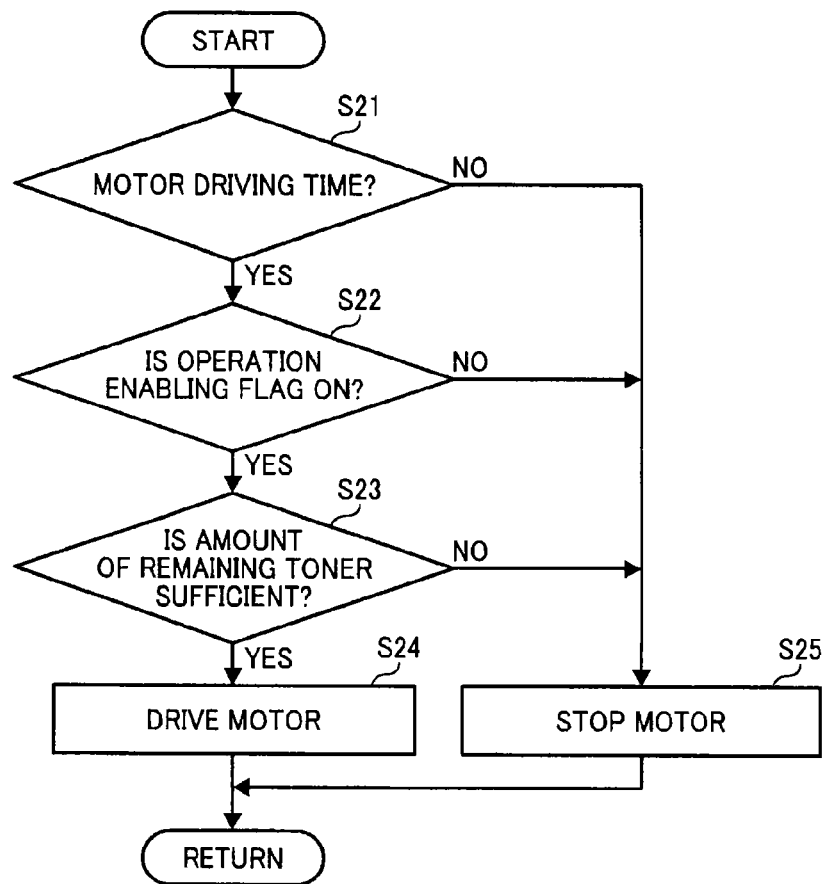 START
S21
MOTOR DRIVING TIME?
NO
YES
S22
IS OPERATION
ENABLING FLAG ON?
NO
YES
S23
IS AMOUNT
OF REMAINING TONER
SUFFICIENT?
NO
YES
S24
DRIVE MOTOR
S25
STOP MOTOR
RETURN